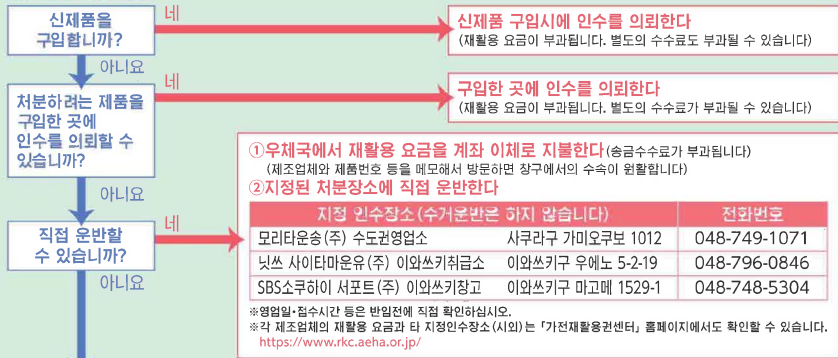 신제품을
구입합니까?
네
신제품 구입시에 인수를 의뢰한다
(재활용 요금이 부과됩니다. 별도의 수수료도 부과될 수 있습니다)
아니요
처분하려는 제품을
구입한 곳에
인수를 의뢰할 수
있습니까?
네
구입한 곳에 인수를 의뢰한다
(재활용 요금이 부과됩니다. 별도의 수수료가 부과될 수 있습니다)
아니요
직접 운반할
수 있습니까?
네
①우체국에서 재활용 요금을 계좌 이체로 지불한다(송금수수료가 부과됩니다)
(제조업체와 제품번호 등을 메모해서 방문하면 창구에서의 수속이 원활합니다)
②지정된 처분장소에 직접 운반한다
지정 인수장소(수거운반은 하지 않습니다) 전화번호
모리타운송(주) 수도권영업소 사쿠라구 가미오쿠보 1012 048-749-1071
닛쓰 사이타마운유(주) 이와쓰키취급소 이와쓰키구 우에노 5-2-19 048-796-0846
SBS소쿠하이 서포트(주) 이와쓰키창고 이와쓰키구 마고메 1529-1 048-748-5304
※영업일·접수시간 등은 반입전에 직접 확인하십시오.
※각 제조업체의 재활용 요금과 타 지정인수장소(시외)는 「가전재활용권센터」 홈페이지에서도 확인할 수 있습니다.
https://www.rkc.aeha.or.jp/
아니요